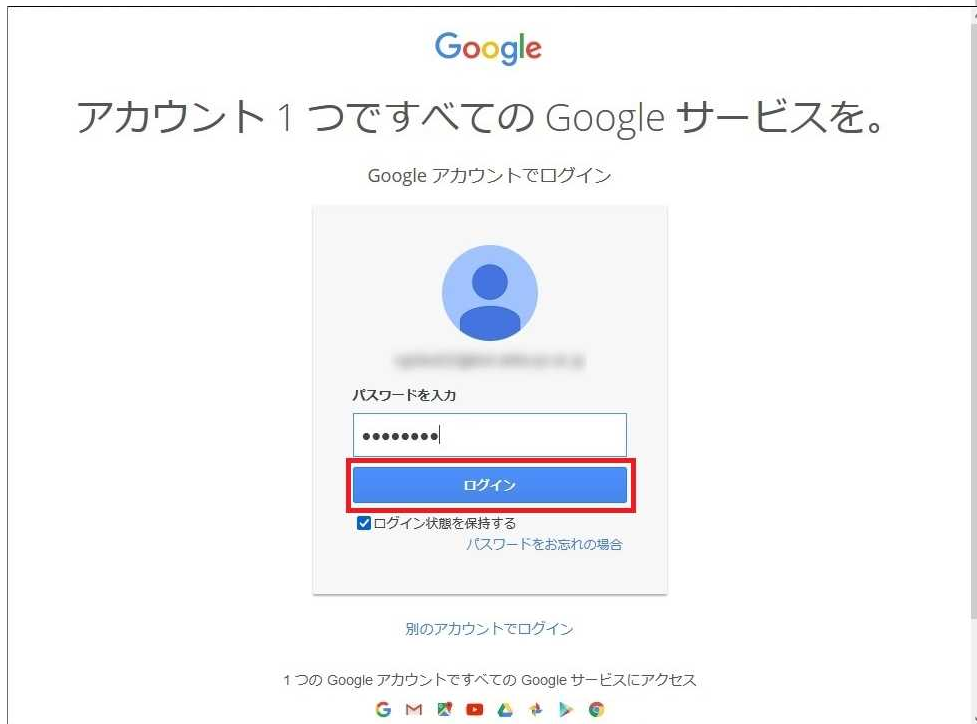 Google
アカウント 1 つですべての Google サービスを。
Google アカウントでログイン
パスワードを入力
••••••••
ログイン
ログイン状態を保持する
パスワードをお忘れの場合
別のアカウントでログイン
1 つの Google アカウントですべての Google サービスにアクセス